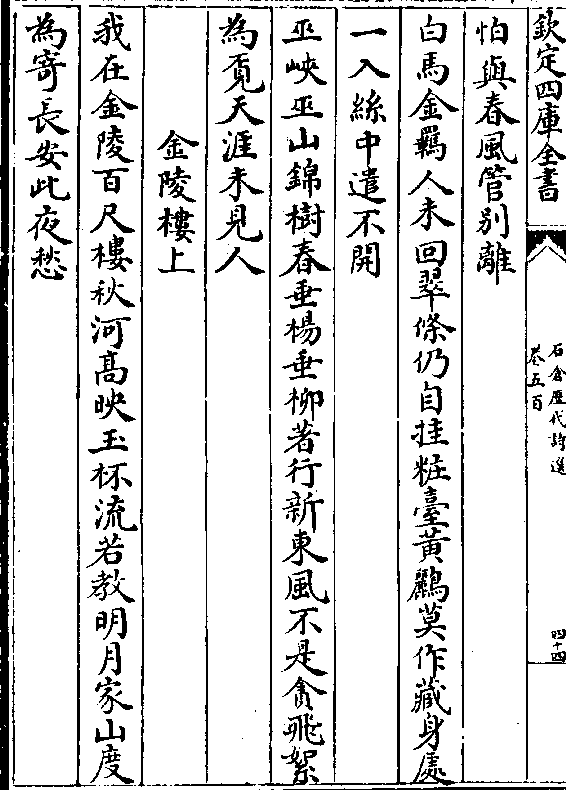 欽定四庫全書
石倉歷代詩選
卷五百
四十四
怕與春風管别離
白馬金羈人未回翠條仍自挂粧臺黄鸝莫作藏身處
一入絲中遣不開
巫峽巫山錦樹春垂楊垂柳著行新東風不是貪飛絮
為覓天涯未見人
金陵樓上
我在金陵百尺樓秋河髙映玉杯流若教明月家山度
為寄長安此夜愁